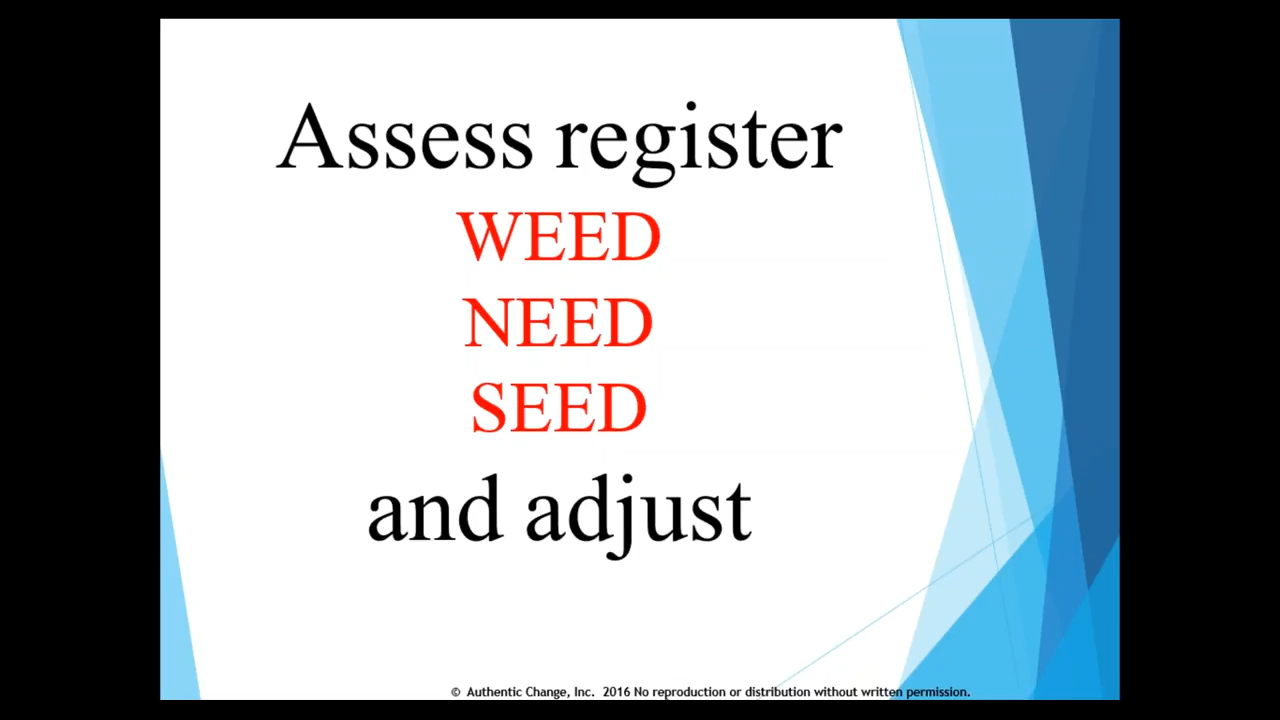 Assess register
WEED
NEED
SEED
and adjust
© Authentic Change, Inc. 2016 No reproduction or distribution without written permission.